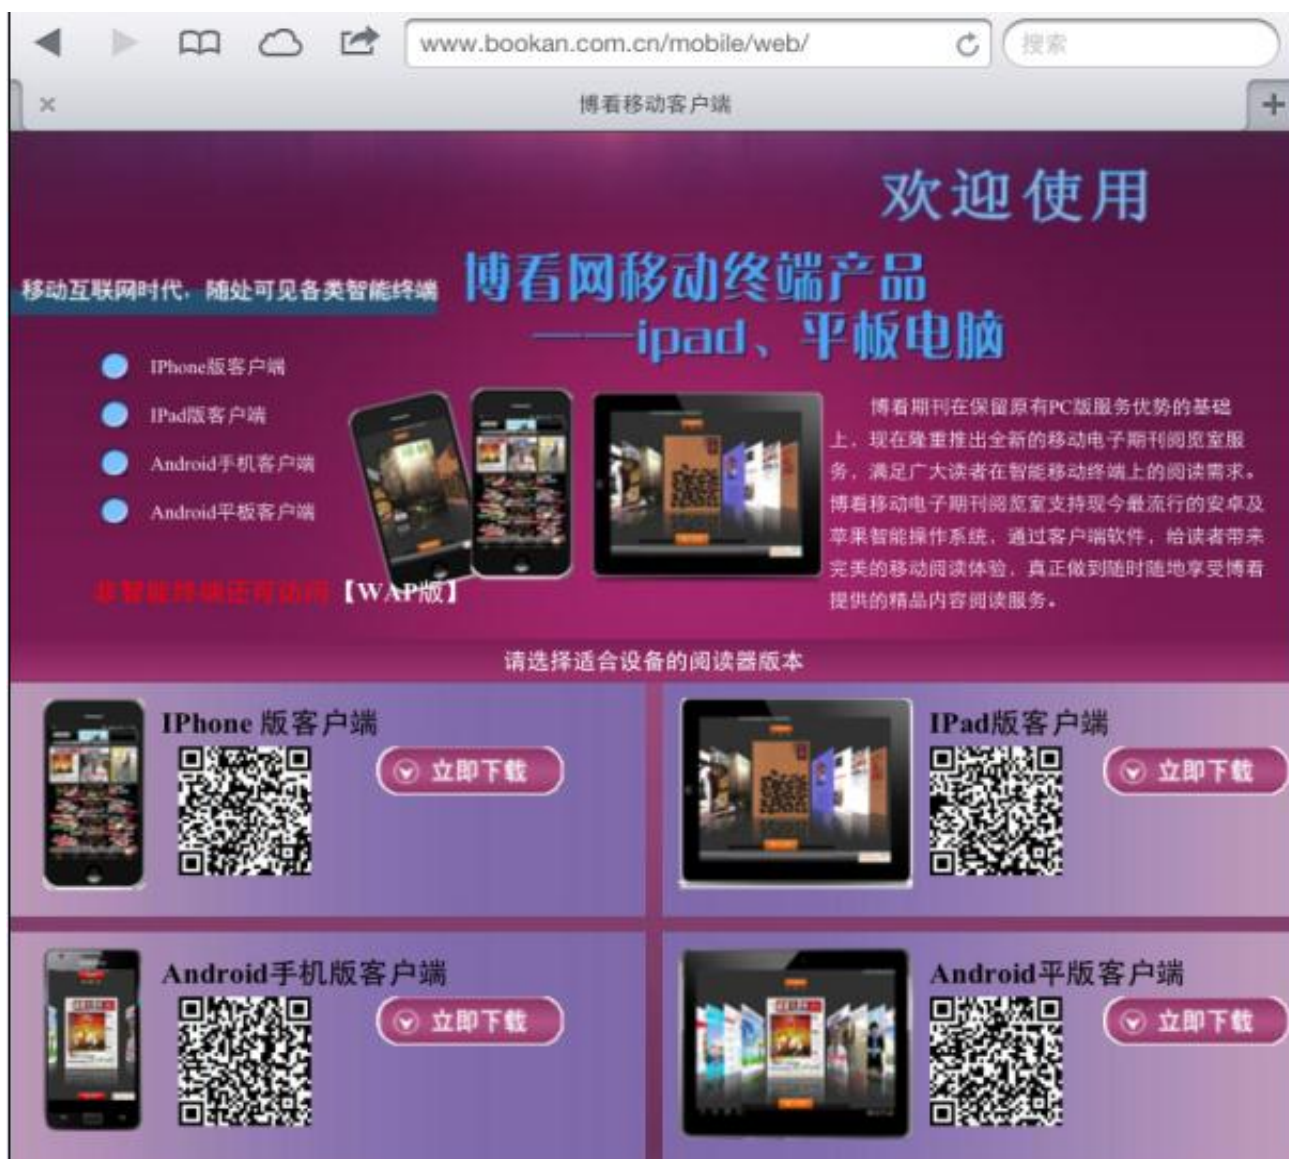 www.bookan.com.cn/mobile/web/
搜索
博看移动客户端
欢迎使用
移动互联网时代，随处可见各类智能终端
博看网移动终端产品
——ipad、平板电脑
IPhone版客户端
IPad版客户端
Android手机客户端
Android平板客户端
非智能终端还可访问【WAP版】
博看期刊在保留原有PC版服务优势的基础
上，现在隆重推出全新的移动电子期刊阅览室服
务，满足广大读者在智能移动终端上的阅读需求。
博看移动电子期刊阅览室支持现今最流行的安卓及
苹果智能操作系统，通过客户端软件，给读者带来
完美的移动阅读体验，真正做到随时随地享受博看
提供的精品内容阅读服务。
请选择适合设备的阅读器版本
IPhone 版客户端
立即下载
IPad版客户端
立即下载
Android手机版客户端
立即下载
Android平版客户端
立即下载